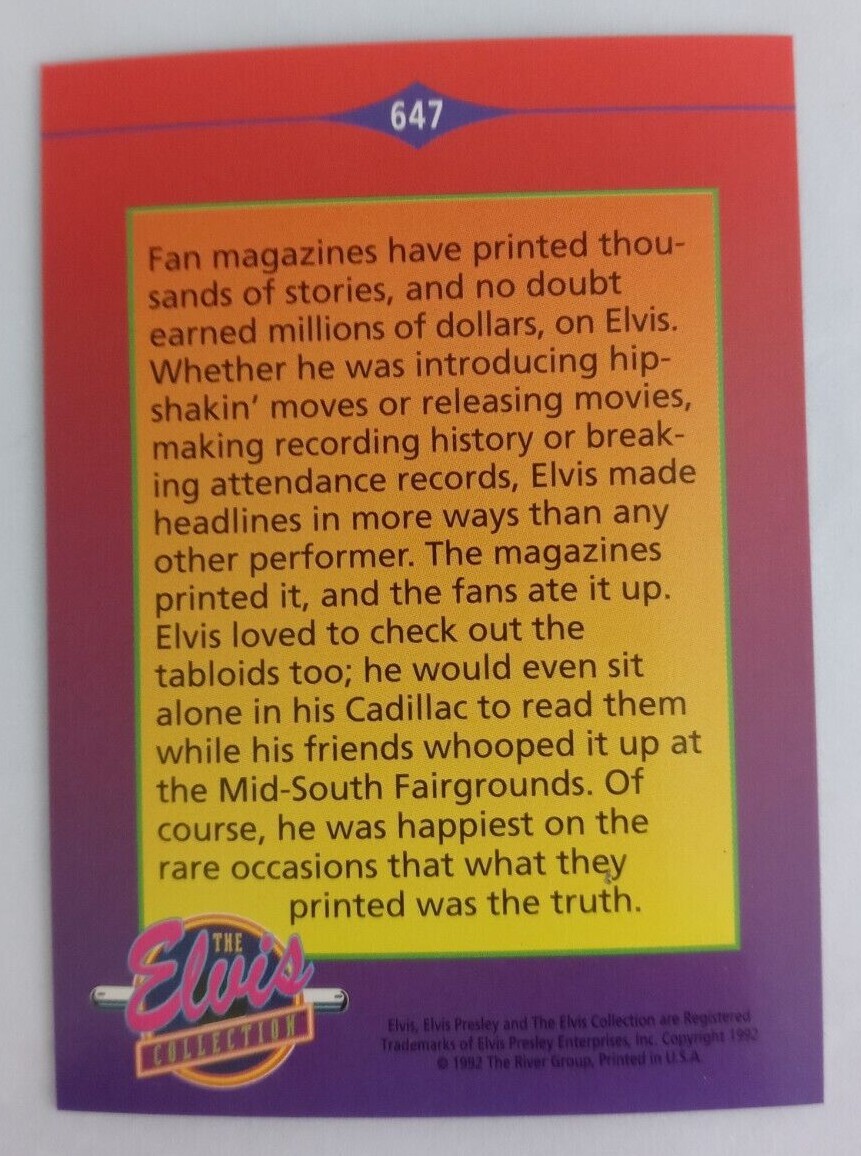 647
Fan magazines have printed thou-
sands of stories, and no doubt
earned millions of dollars, on Elvis.
Whether he was introducing hip-
shakin' moves or releasing movies,
making recording history or break-
ing attendance records, Elvis made
headlines in more ways than any
other performer. The magazines
printed it, and the fans ate it up.
Elvis loved to check out the
tabloids too; he would even sit
alone in his Cadillac to read them
while his friends whooped it up at
the Mid-South Fairgrounds. Of
course, he was happiest on the
rare occasions that what they
printed was the truth.
THE
Elvis
COLLECTION
Elvis, Elvis Presley and The Elvis Collection are Registered
Trademarks of Elvis Presley Enterprises, Inc. Copyright 1992
© 1992 The River Group, Printed in U.S.A.